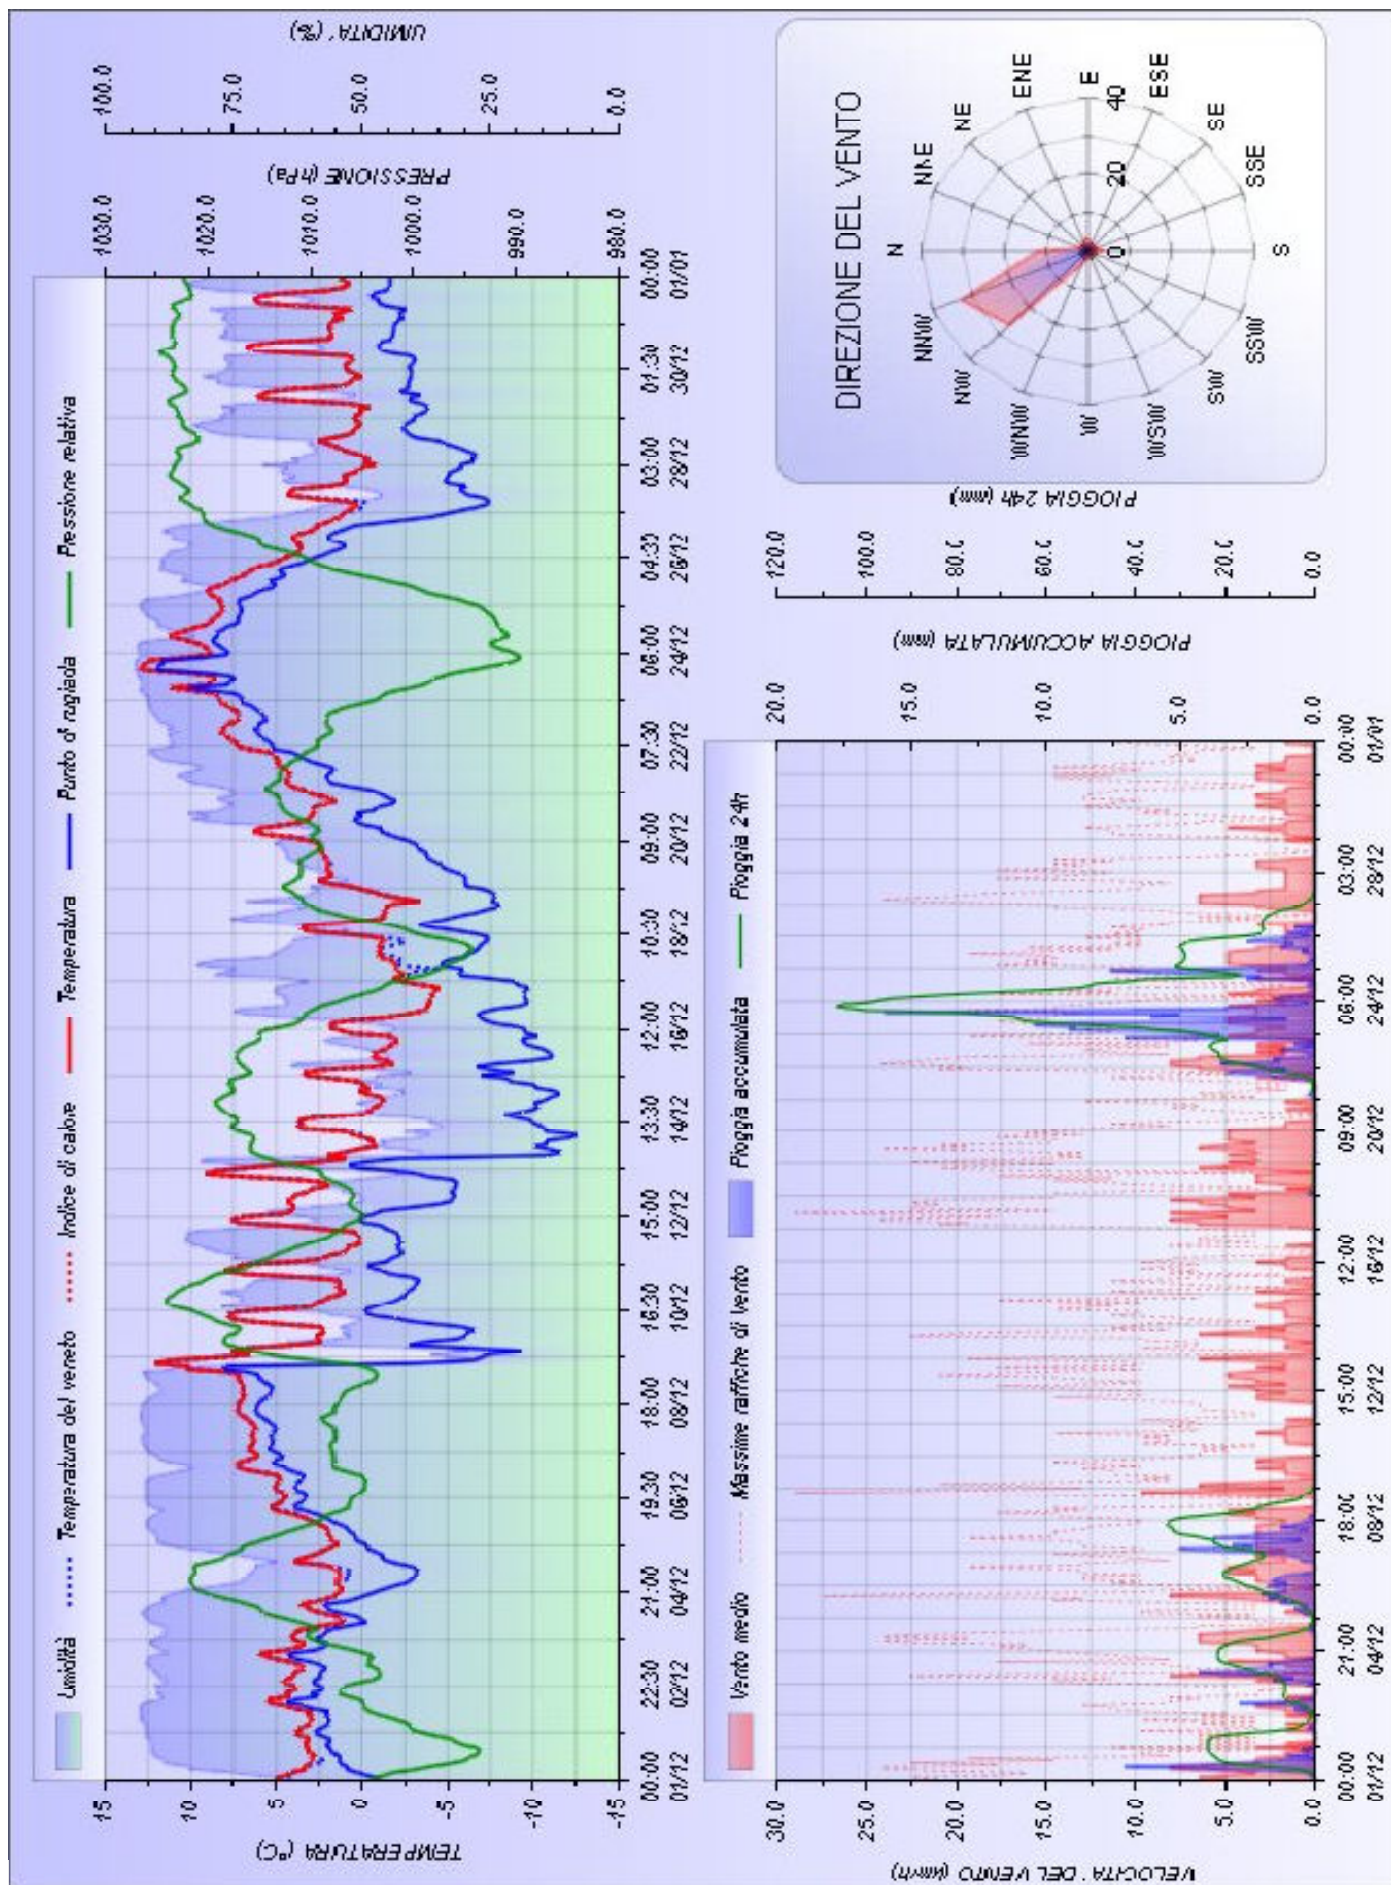 Umidità
Temperatura del veneto
Indice di calore
Temperatura
Punto di rugiada
Pressione relativa
TEMPERATURA (°C)
15
10
5
0
-5
-10
-15
PRESSIONE (hPa)
1030.0
1020.0
1010.0
1000.0
990.0
980.0
UMIDITA' (%)
100.0
75.0
50.0
25.0
0.0
00:00 22:30 21:00 19:30 18:00 16:30 15:00 13:30 12:00 10:30 09:00 07:30 06:00 04:30 03:00 01:30 00:00
01/12 02/12 04/12 06/12 08/12 10/12 12/12 14/12 16/12 18/12 20/12 22/12 24/12 26/12 28/12 30/12 01/01
Vento medio
Massime raffiche di vento
Pioggia accumulata
Pioggia 24h
VELOCITA' DEL VENTO (km/h)
30.0
25.0
20.0
15.0
10.0
5.0
0.0
PIOGGIA ACCUMULATA (mm)
20.0
15.0
10.0
5.0
0.0
PIOGGIA 24h (mm)
120.0
100.0
80.0
60.0
40.0
20.0
0.0
00:00 21:00 18:00 15:00 12:00 09:00 06:00 03:00 00:00
01/12 04/12 08/12 12/12 16/12 20/12 24/12 28/12 01/01
DIREZIONE DEL VENTO
N
NNE
NE
ENE
E
ESE
SE
SSE
S
SSW
SW
WSW
W
WNW
NW
NNW
0
20
40